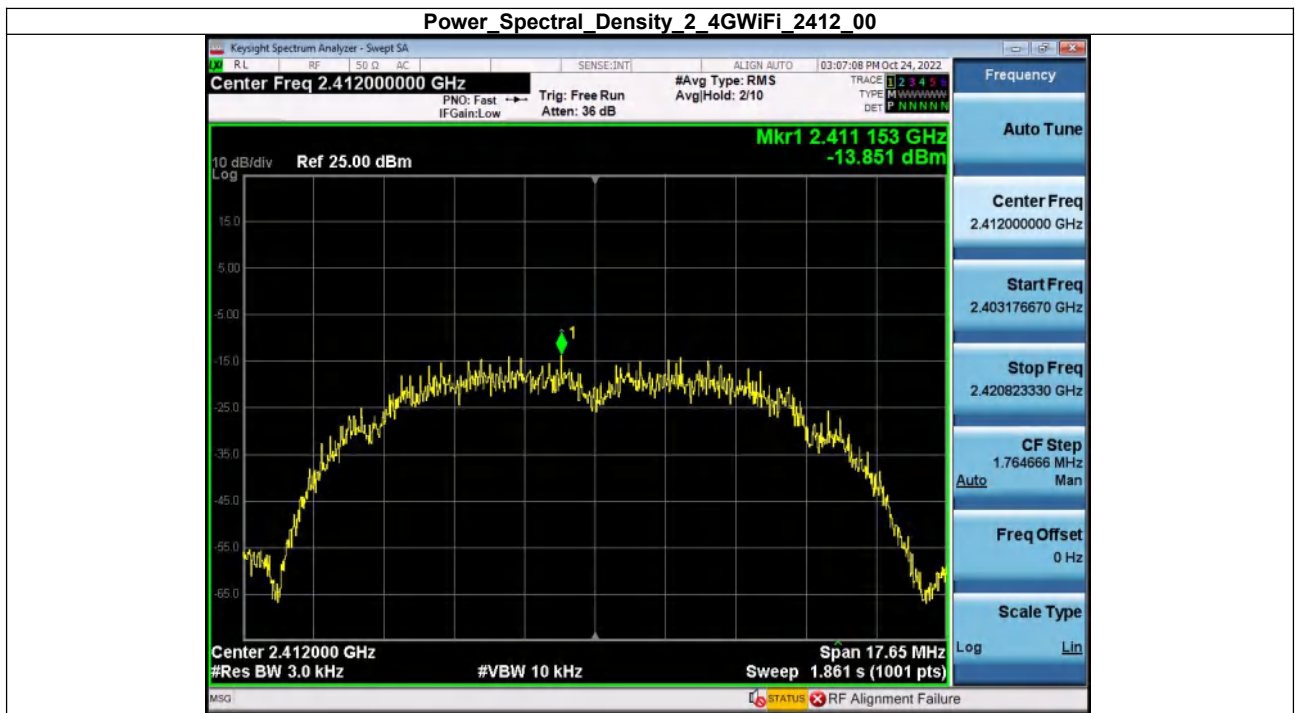 Power_Spectral_Density_2_4GWiFi_2412_00
Keysight Spectrum Analyzer - Swept SA
RL RF 50 Ω AC SENSE:INT ALIGN AUTO 03:07:08 PM Oct 24, 2022
Center Freq 2.412000000 GHz
PNO: Fast
IFGain:Low
Trig: Free Run
Atten: 36 dB
#Avg Type: RMS
Avg|Hold: 2/10
TRACE 1 2 3 4 5 6
TYPE M WWWWW
DET P N N N N N
Mkr1 2.411 153 GHz
-13.851 dBm
10 dB/div Ref 25.00 dBm
Log
15.0
5.00
-5.00
-15.0
-25.0
-35.0
-45.0
-55.0
-65.0
1
Center 2.412000 GHz Span 17.65 MHz
#Res BW 3.0 kHz #VBW 10 kHz Sweep 1.861 s (1001 pts)
MSG STATUS RF Alignment Failure
Frequency
Auto Tune
Center Freq
2.412000000 GHz
Start Freq
2.403176670 GHz
Stop Freq
2.420823330 GHz
CF Step
1.764666 MHz
Auto Man
Freq Offset
0 Hz
Scale Type
Log Lin